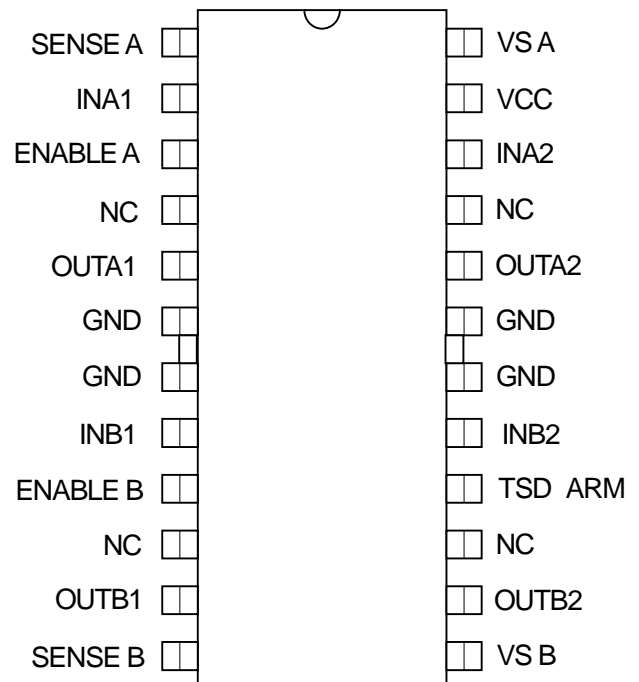 SENSE A VS A
INA1 VCC
ENABLE A INA2
NC NC
OUTA1 OUTA2
GND GND
GND GND
INB1 INB2
ENABLE B TSD ARM
NC NC
OUTB1 OUTB2
SENSE B VS B